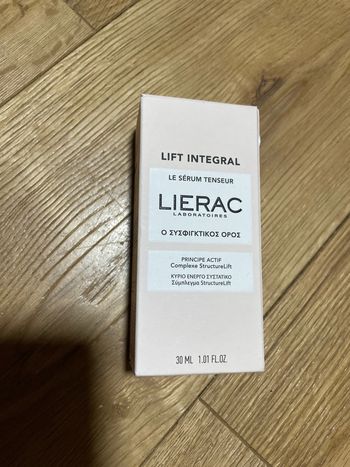 LIFT INTEGRAL
LE SÉRUM TENSEUR
LIERAC
LABORATOIRES
Ο ΣΥΣΦΙΓΚΤΙΚΟΣ ΟΡΟΣ
PRINCIPE ACTIF
Complexe StructureLift
ΚΥΡΙΟ ΕΝΕΡΓΟ ΣΥΣΤΑΤΙΚΟ
Σύμπλεγμα StructureLift
30 ML 1.01 FL.OZ.